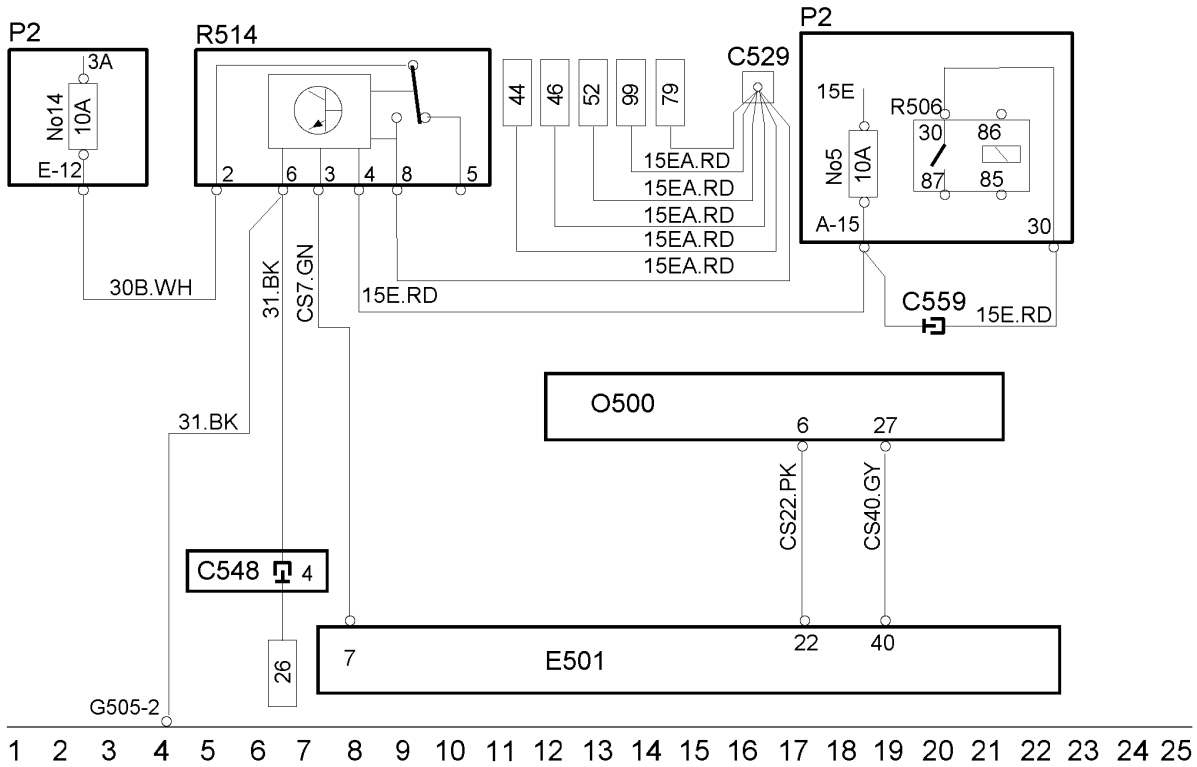 P2
3A
No14
10A
E-12
R514
2
6
3
4
8
5
44
46
52
99
79
C529
15EA.RD
15EA.RD
15EA.RD
15EA.RD
15EA.RD
P2
15E
R506
30
86
87
85
No5
10A
A-15
30
30B.WH
31.BK
CS7.GN
15E.RD
C559
15E.RD
31.BK
O500
6
27
CS22.PK
CS40.GY
C548
4
26
7
E501
22
40
G505-2
1 2 3 4 5 6 7 8 9 10 11 12 13 14 15 16 17 18 19 20 21 22 23 24 25